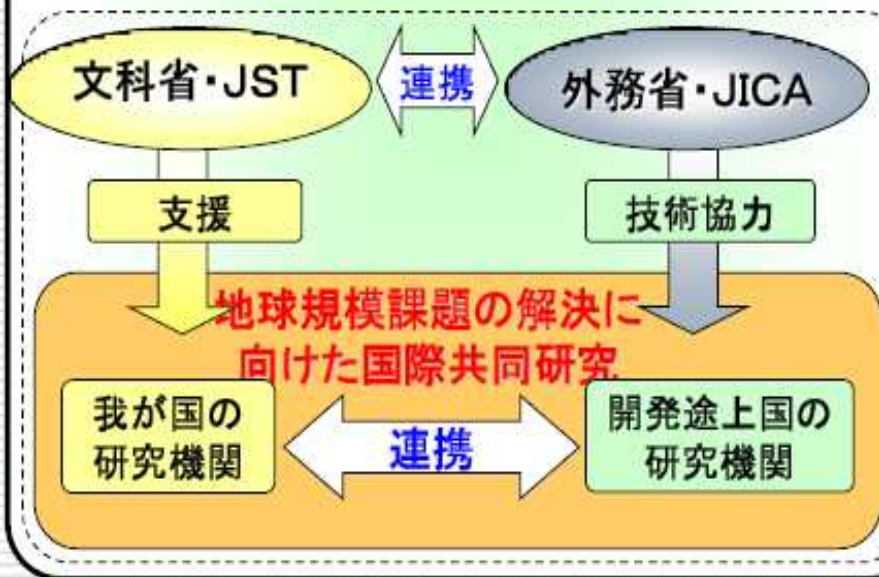 文科省・JST
連携
外務省・JICA
支援
技術協力
地球規模課題の解決に
向けた国際共同研究
我が国の
研究機関
連携
開発途上国の
研究機関